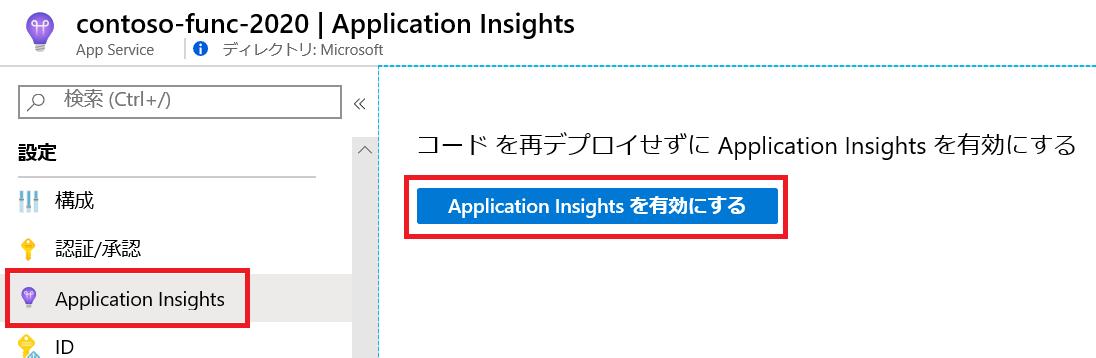 contoso-func-2020 | Application Insights
App Service
ディレクトリ: Microsoft
検索 (Ctrl+/)
設定
構成
認証/承認
Application Insights
ID
コード を再デプロイせずに Application Insights を有効にする
Application Insights を有効にする